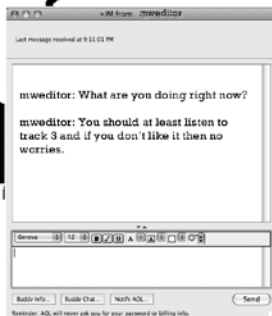 IM from: mweditor
Last message received at 9:11:01 PM
mweditor: What are you doing right now?
mweditor: You should at least listen to
track 3 and if you don't like it then no
worries.
Geneva 12 B I U A A
Buddy Info... Buddy Chat... Notify AOL... Send
Reminder: AOL will never ask you for your password or billing info.